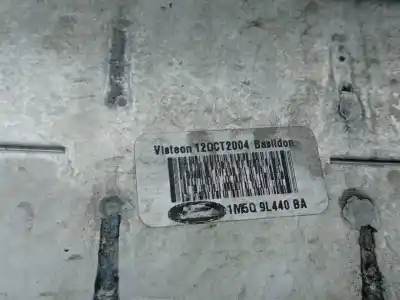 Visteon 12OCT2004 Basildon
1M5Q 9L440 BA